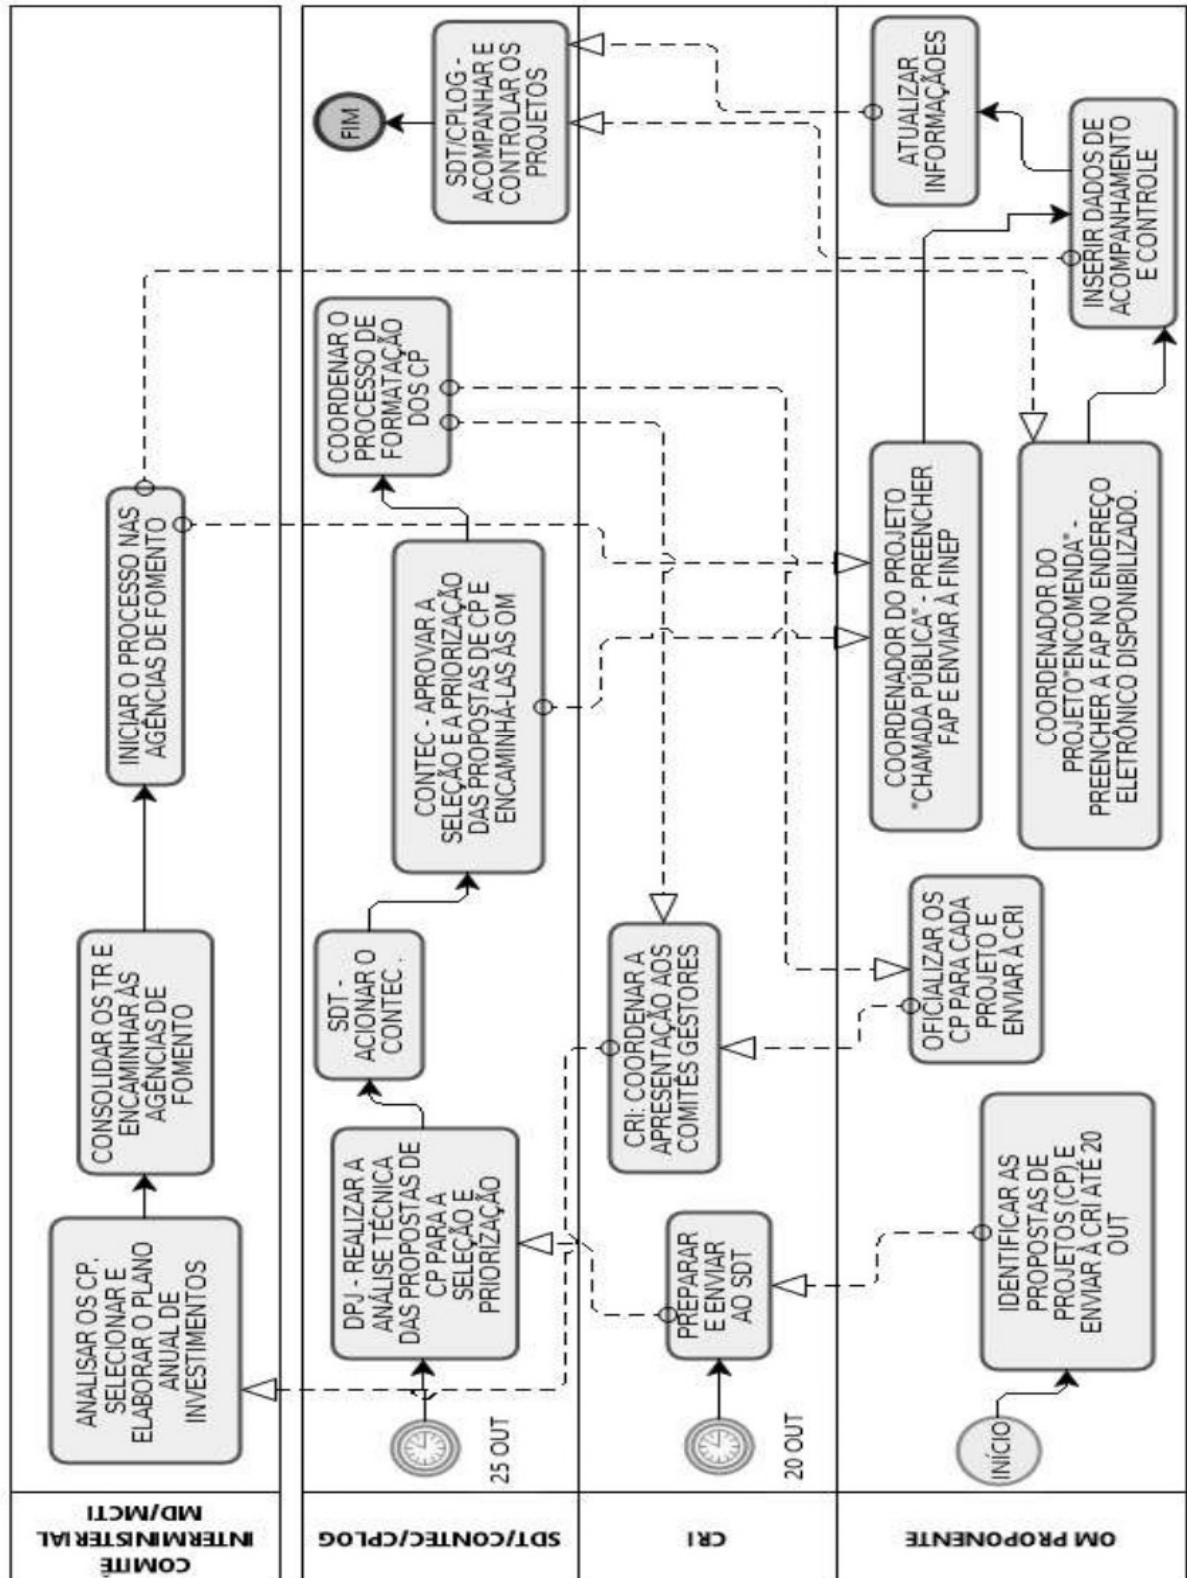 COMITÊ
INTERMINISTERIAL
MD/MCTI
ANALISAR OS CP,
SELECIONAR E
ELABORAR O PLANO
ANUAL DE
INVESTIMENTOS
CONSOLIDAR OS TR E
ENCAMINHAR ÀS
AGÊNCIAS DE
FOMENTO
INICIAR O PROCESSO NAS
AGÊNCIAS DE FOMENTO
SDT/CONTEC/CPLOG
25 OUT
DPJ - REALIZAR A
ANÁLISE TÉCNICA
DAS PROPOSTAS DE
CP PARA A
SELEÇÃO E
PRIORIZAÇÃO
SDT -
ACIONAR O
CONTEC .
CONTEC - APROVAR A
SELEÇÃO E A PRIORIZAÇÃO
DAS PROPOSTAS DE CP E
ENCAMINHÁ-LAS ÀS OM
COORDENAR O
PROCESSO DE
FORMATAÇÃO
DOS CP
FIM
SDT/CPLOG -
ACOMPANHAR E
CONTROLAR OS
PROJETOS
CRI
20 OUT
PREPARAR
E ENVIAR
AO SDT
CRI: COORDENAR A
APRESENTAÇÃO AOS
COMITÊS GESTORES
OM PROPONENTE
INÍCIO
IDENTIFICAR AS
PROPOSTAS DE
PROJETOS (CP) E
ENVIAR À CRI ATÉ 20
OUT
OFICIALIZAR OS
CP PARA CADA
PROJETO E
ENVIAR À CRI
COORDENADOR DO PROJETO
"CHAMADA PÚBLICA" - PREENCHER
FAP E ENVIAR À FINEP
COORDENADOR DO
PROJET"ENCOMENDA" -
PREENCHER A FAP NO ENDEREÇO
ELETRÔNICO DISPONIBILIZADO.
ATUALIZAR
INFORMAÇÕES
INSERIR DADOS DE
ACOMPANHAMENTO
E CONTROLE